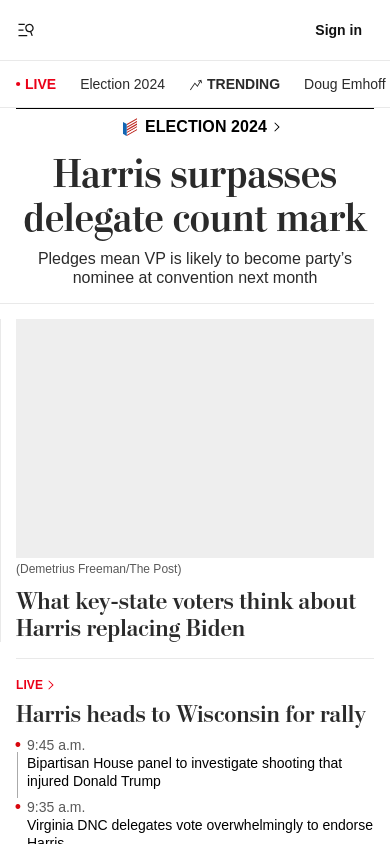 Sign in
LIVE Election 2024 TRENDING Doug Emhoff
ELECTION 2024
Harris surpasses
delegate count mark
Pledges mean VP is likely to become party’s
nominee at convention next month
(Demetrius Freeman/The Post)
What key-state voters think about
Harris replacing Biden
LIVE
Harris heads to Wisconsin for rally
9:45 a.m.
Bipartisan House panel to investigate shooting that
injured Donald Trump
9:35 a.m.
Virginia DNC delegates vote overwhelmingly to endorse
Harris